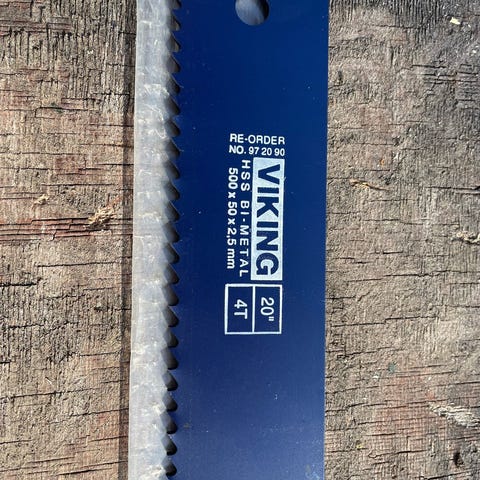 RE-ORDER
NO. 97 20 90
VIKING
HSS BI-METAL
500 x 50 x 2,5 mm
20"
4T